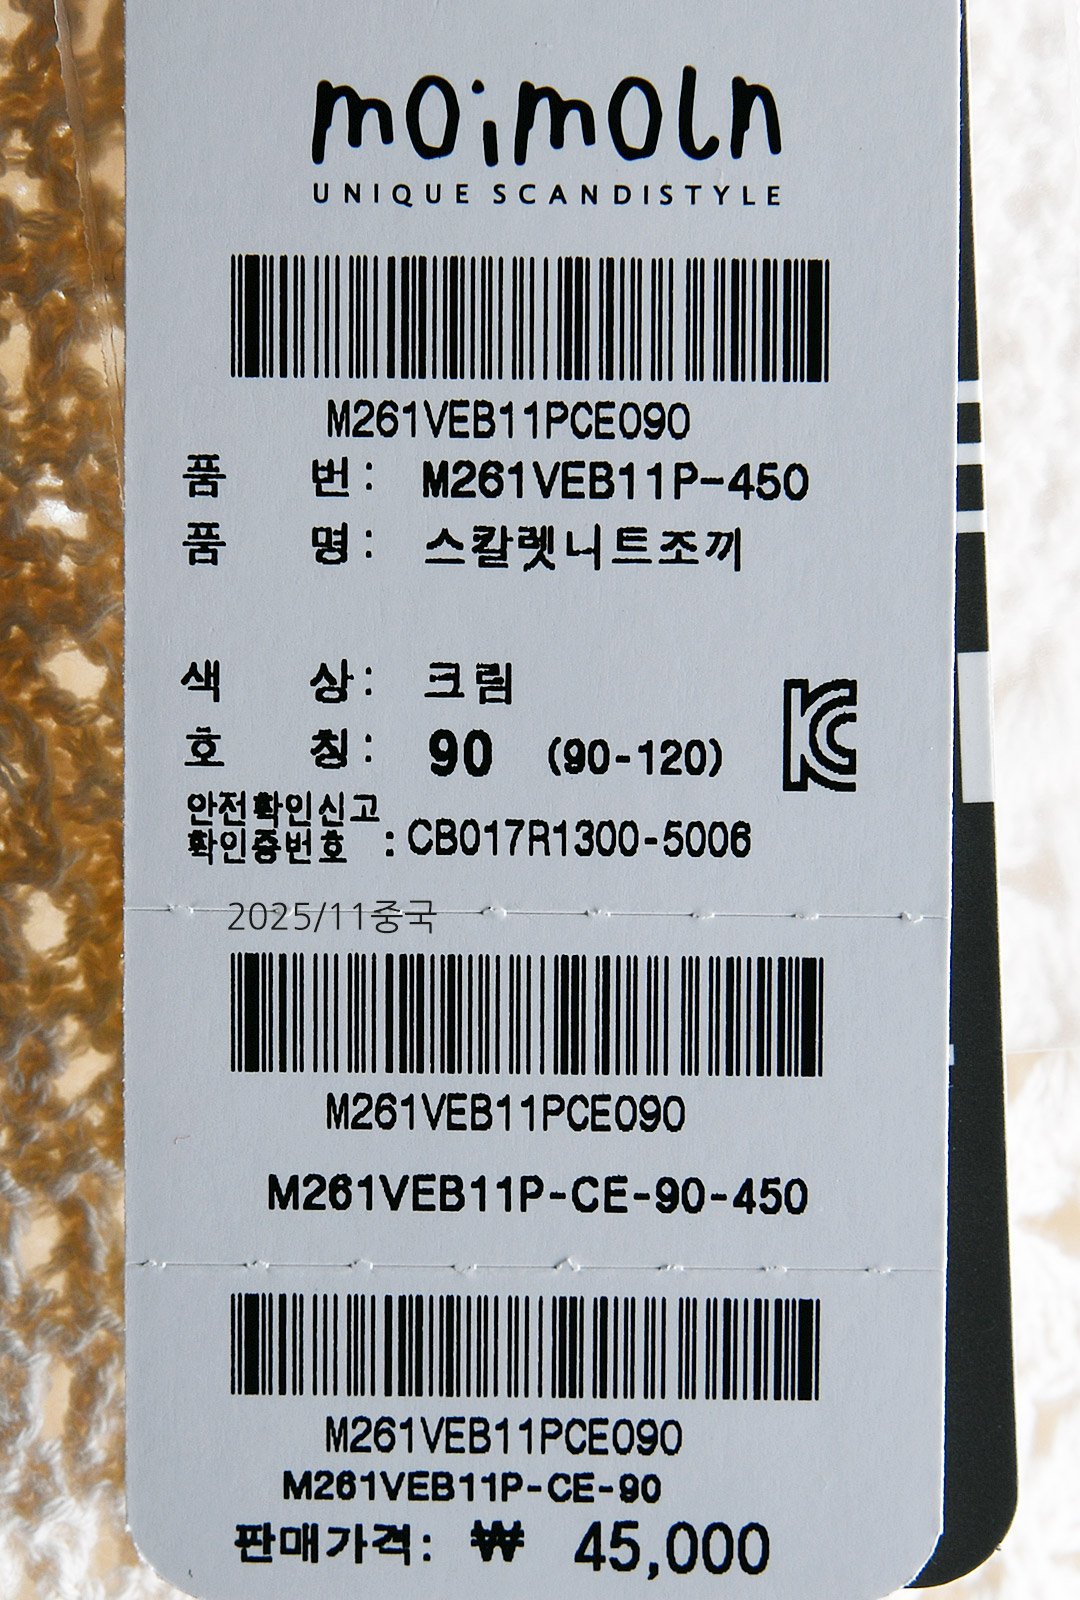 moimoln
UNIQUE SCANDISTYLE
M261VEB11PCE090
품 번: M261VEB11P-450
품 명: 스칼렛니트조끼
색 상: 크림
호 칭: 90 (90-120)
안전확인신고
확인증번호 : CB017R1300-5006
2025/11중국
M261VEB11PCE090
M261VEB11P-CE-90-450
M261VEB11PCE090
M261VEB11P-CE-90
판매가격: ₩ 45,000